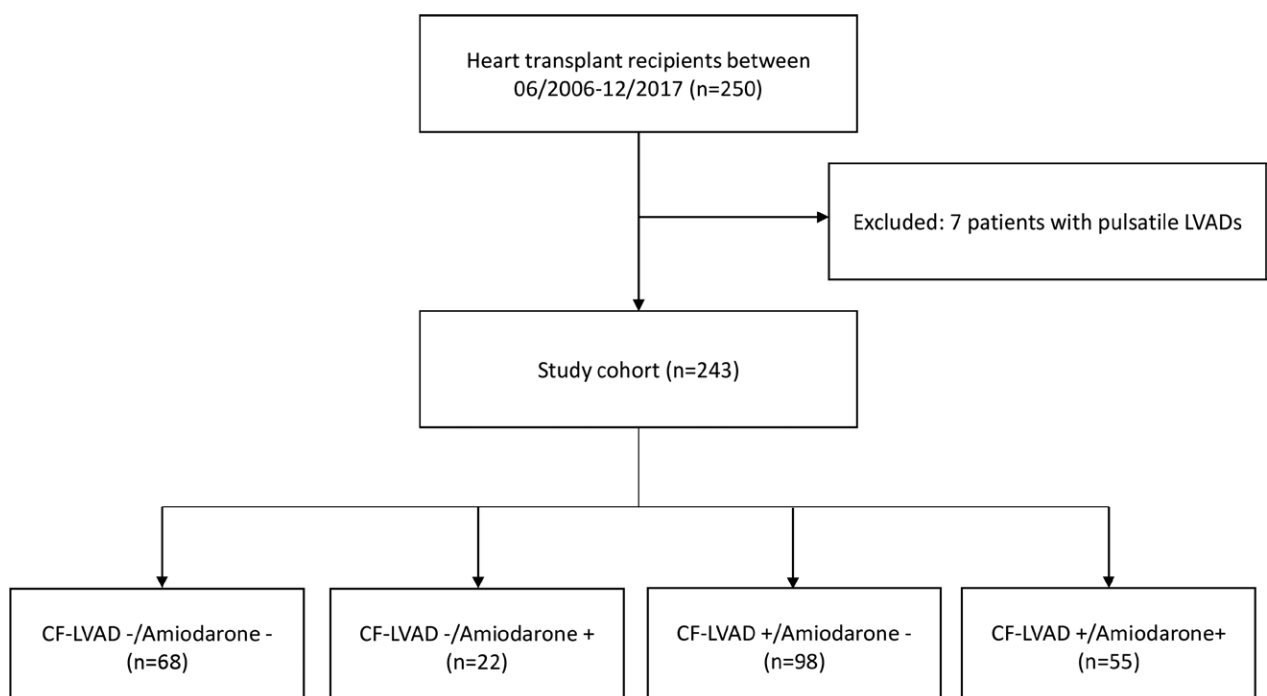 Heart transplant recipients between
06/2006-12/2017 (n=250)
Excluded: 7 patients with pulsatile LVADs
Study cohort (n=243)
CF-LVAD -/Amiodarone -
(n=68)
CF-LVAD -/Amiodarone +
(n=22)
CF-LVAD +/Amiodarone -
(n=98)
CF-LVAD +/Amiodarone+
(n=55)